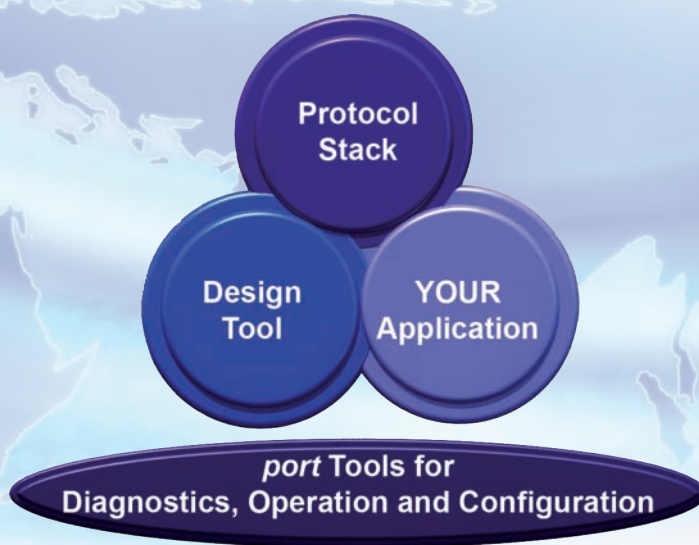 Protocol
Stack
Design
Tool
YOUR
Application
port Tools for
Diagnostics, Operation and Configuration